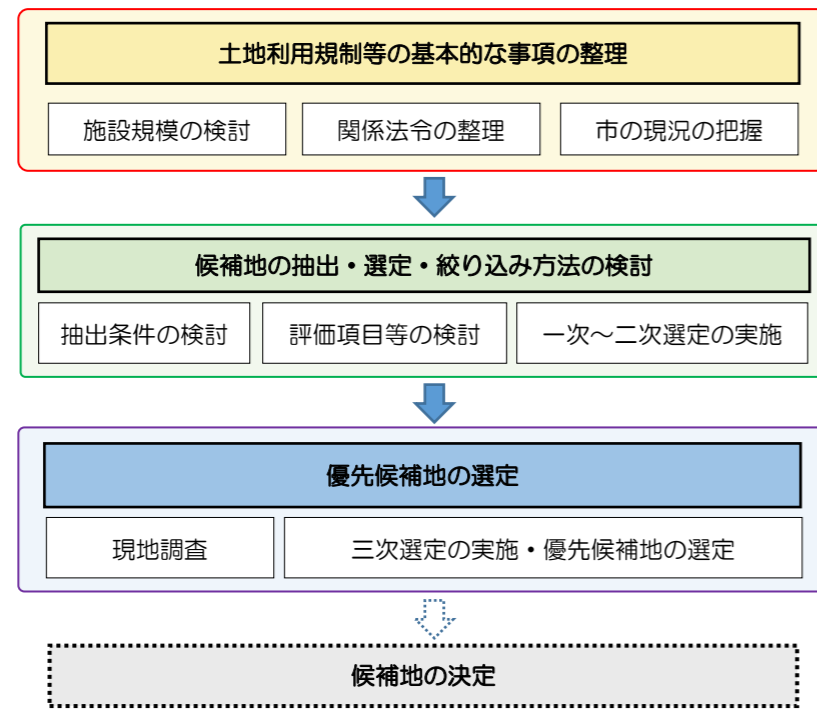 土地利用規制等の基本的な事項の整理
施設規模の検討
関係法令の整理
市の現況の把握
候補地の抽出・選定・絞り込み方法の検討
抽出条件の検討
評価項目等の検討
一次～二次選定の実施
優先候補地の選定
現地調査
三次選定の実施・優先候補地の選定
候補地の決定